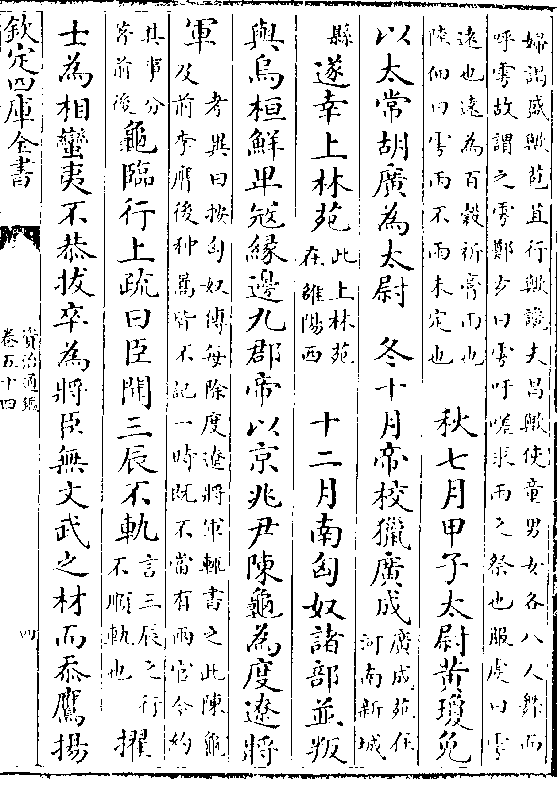 婦謂盛歟苞苴行歟讒夫昌歟使童男女各八人舞而
呼雩故謂之雩鄭玄曰雩吁嗟求雨之祭也服虔曰雩
遠也遠為百穀祈膏雨也
陸佃曰雩雨不雨未定也
秋七月甲子太尉黃瓊免
以太常胡廣為太尉 冬十月帝校獵廣成
廣成苑在
河南新城
縣
遂幸上林苑
此上林苑
在雒陽西
十二月南匈奴諸部並叛
與烏桓鮮卑宼緣邊九郡帝以京兆尹陳龜為度遼將
軍
考異曰按匈奴傳每除度遼將軍輒書之此陳龜
及前李膺後种暠皆不記一時既不當有兩官今約
其事分
寄前後
龜臨行上疏曰臣聞三辰不軌
言三辰之行
不順軌也
擢
士為相蠻夷不恭拔卒為將臣無文武之材而忝鷹揚
欽定四庫全書
資治通鑑
卷五十四
四